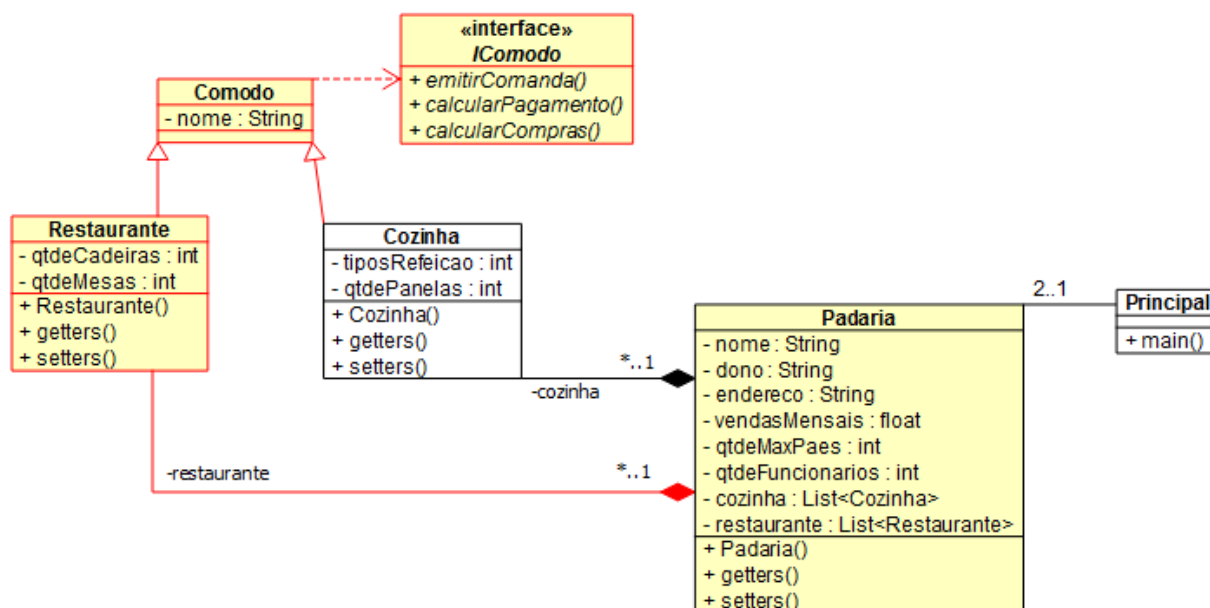 «interface»
IComodo
+ emitirComanda()
+ calcularPagamento()
+ calcularCompras()
Comodo
- nome : String
Restaurante
- qtdeCadeiras : int
- qtdeMesas : int
+ Restaurante()
+ getters()
+ setters()
Cozinha
- tiposRefeicao : int
- qtdePanelas : int
+ Cozinha()
+ getters()
+ setters()
2..1
Principal
+ main()
Padaria
- nome : String
- dono : String
- endereco : String
- vendasMensais : float
- qtdeMaxPaes : int
- qtdeFuncionarios : int
- cozinha : List<Cozinha>
- restaurante : List<Restaurante>
+ Padaria()
+ getters()
+ setters()
*..1
-cozinha
-restaurante
*..1